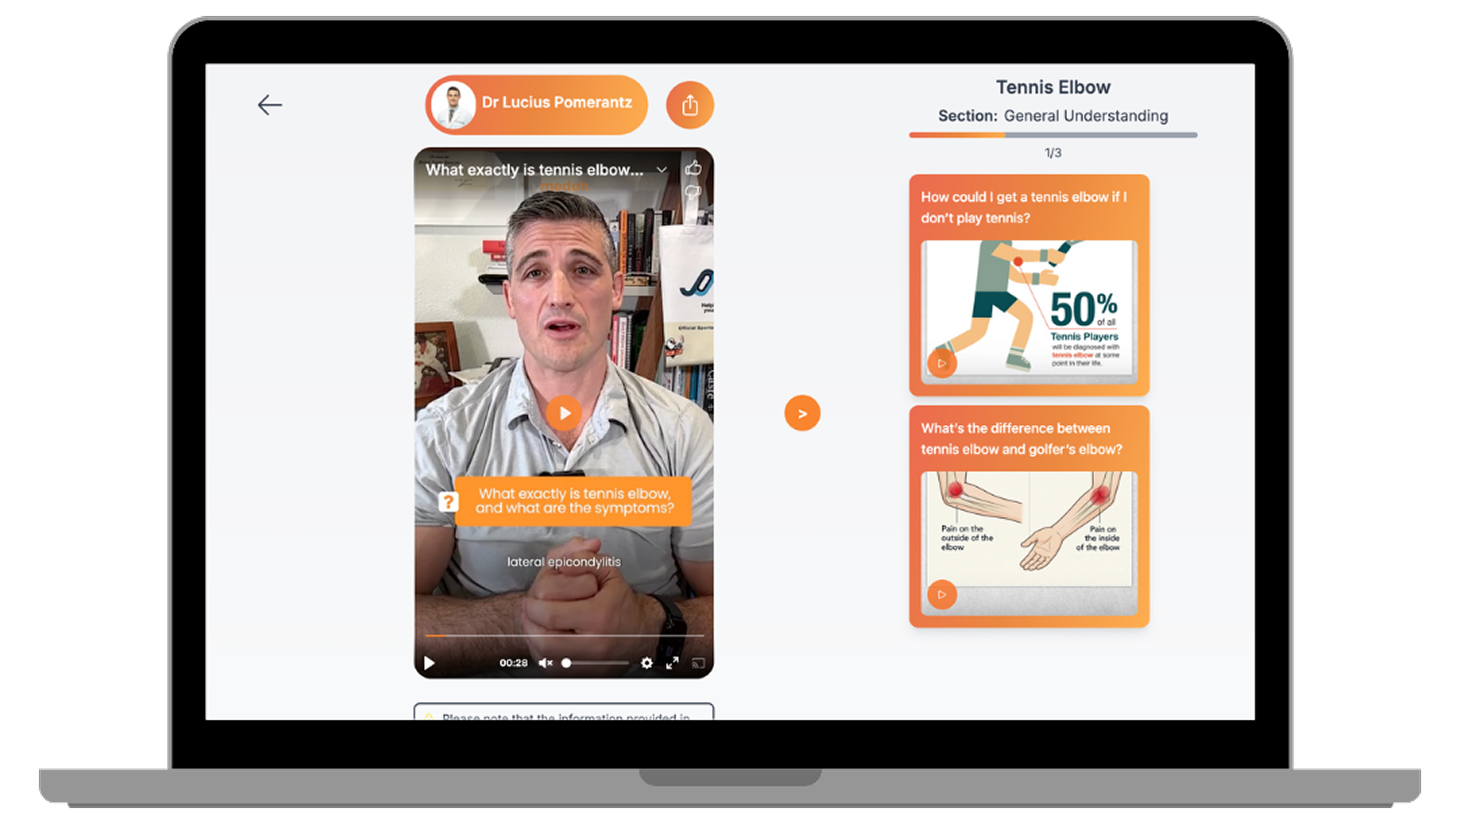 Dr Lucius Pomerantz
What exactly is tennis elbow...
?
What exactly is tennis elbow,
and what are the symptoms?
lateral epicondylitis
00:28
Please note that the information provided in
>
Tennis Elbow
Section: General Understanding
1/3
How could I get a tennis elbow if I
don't play tennis?
50%
of all
Tennis Players
will be diagnosed with
tennis elbow at some
point in their life.
What's the difference between
tennis elbow and golfer's elbow?
Pain on the
outside of the
elbow
Pain on
the inside
of the elbow